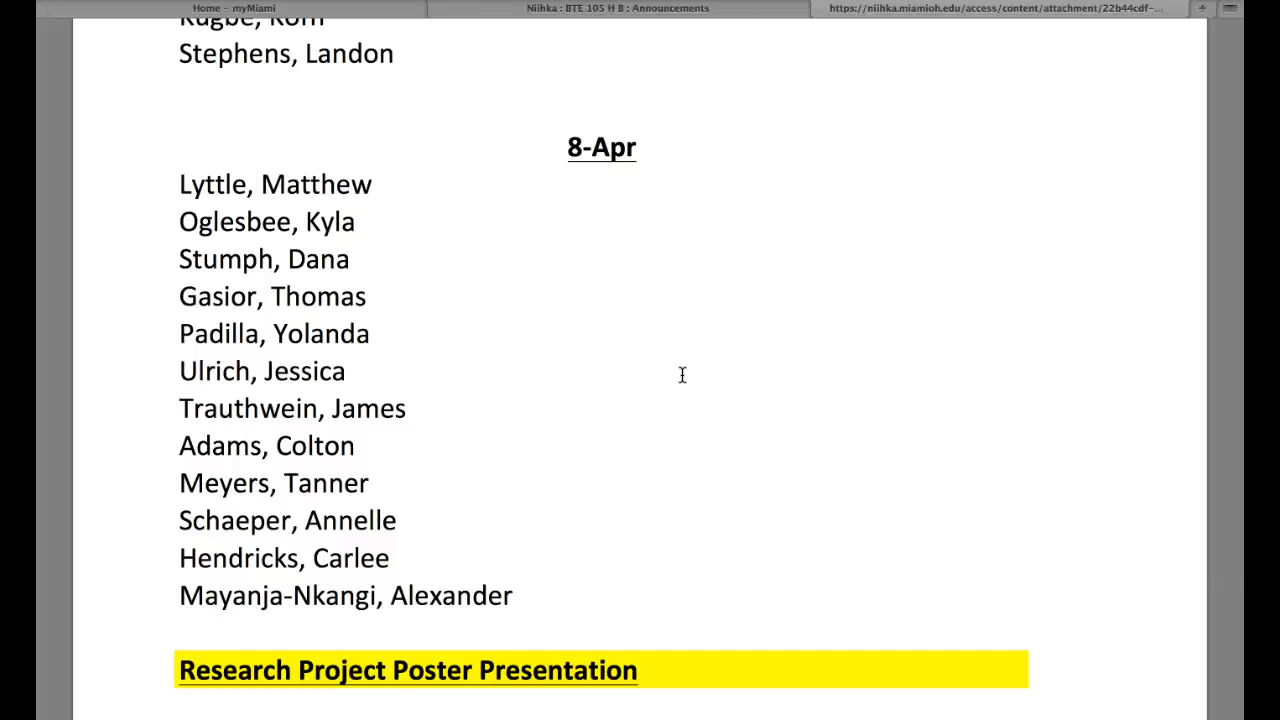 Home – myMiami
Niihka : BTE 105 H B : Announcements
https://niihka.miamioh.edu/access/content/attachment/22b44cdf-...
Stephens, Landon
8-Apr
Lyttle, Matthew
Oglesbee, Kyla
Stumph, Dana
Gasior, Thomas
Padilla, Yolanda
Ulrich, Jessica
Trauthwein, James
Adams, Colton
Meyers, Tanner
Schaeper, Annelle
Hendricks, Carlee
Mayanja-Nkangi, Alexander
Research Project Poster Presentation